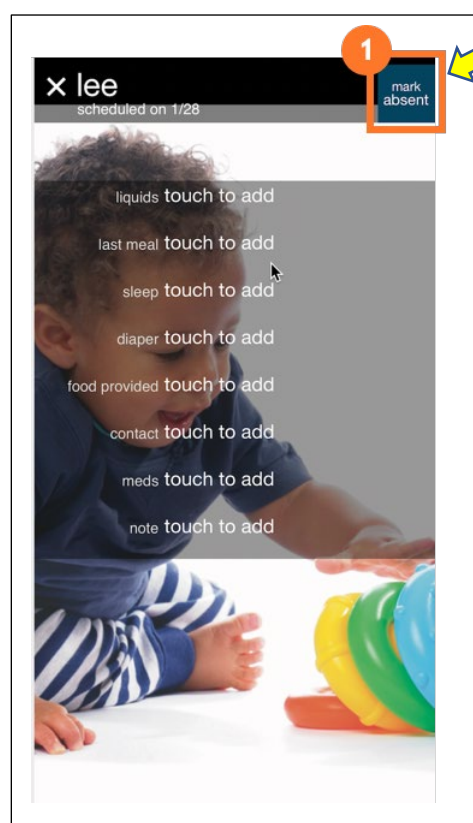 1
× lee
mark
absent
scheduled on 1/28
liquids touch to add
last meal touch to add
sleep touch to add
diaper touch to add
food provided touch to add
contact touch to add
meds touch to add
note touch to add